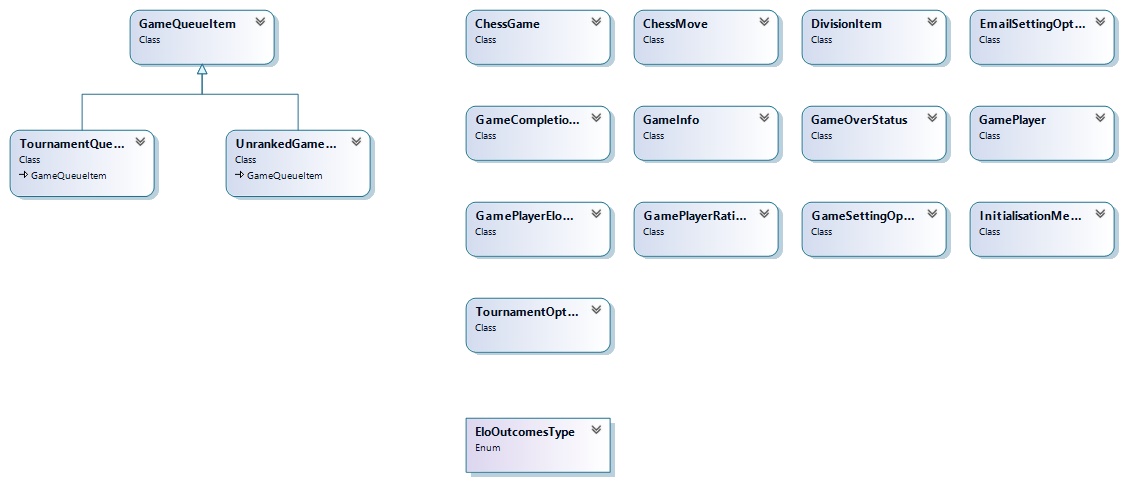 GameQueueItem
Class
TournamentQue...
Class
GameQueueItem
UnrankedGame...
Class
GameQueueItem
ChessGame
Class
ChessMove
Class
DivisionItem
Class
EmailSettingOpt...
Class
GameCompletio...
Class
GameInfo
Class
GameOverStatus
Class
GamePlayer
Class
GamePlayerElo...
Class
GamePlayerRati...
Class
GameSettingOp...
Class
InitialisationMe...
Class
TournamentOpt...
Class
EloOutcomesType
Enum